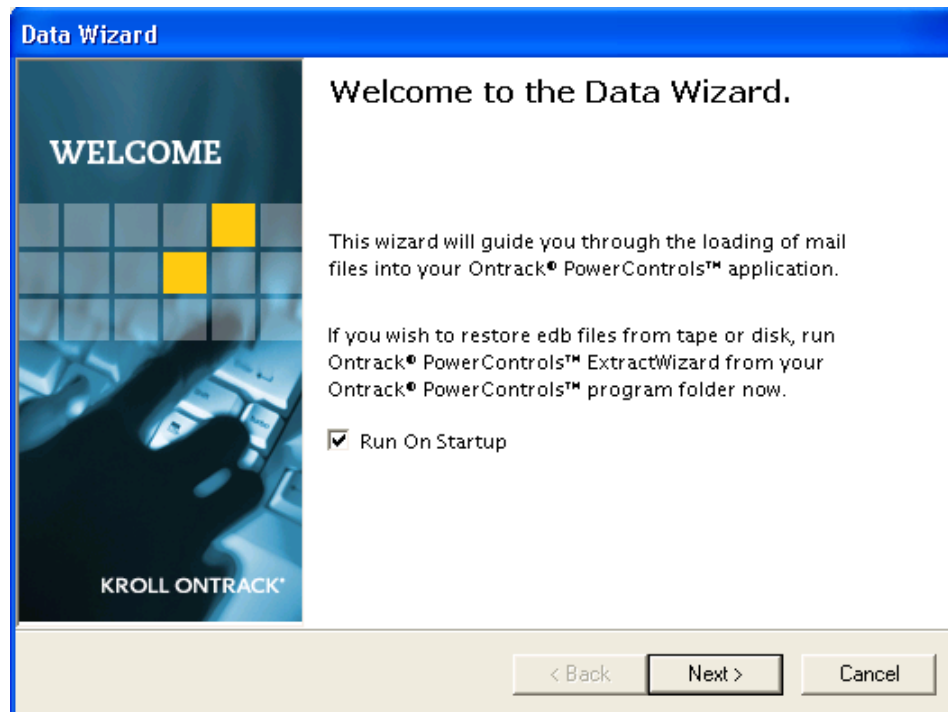 Data Wizard
WELCOME
KROLL ONTRACK®
Welcome to the Data Wizard.
This wizard will guide you through the loading of mail
files into your Ontrack® PowerControls™ application.
If you wish to restore edb files from tape or disk, run
Ontrack® PowerControls™ ExtractWizard from your
Ontrack® PowerControls™ program folder now.
Run On Startup
< Back
Next >
Cancel